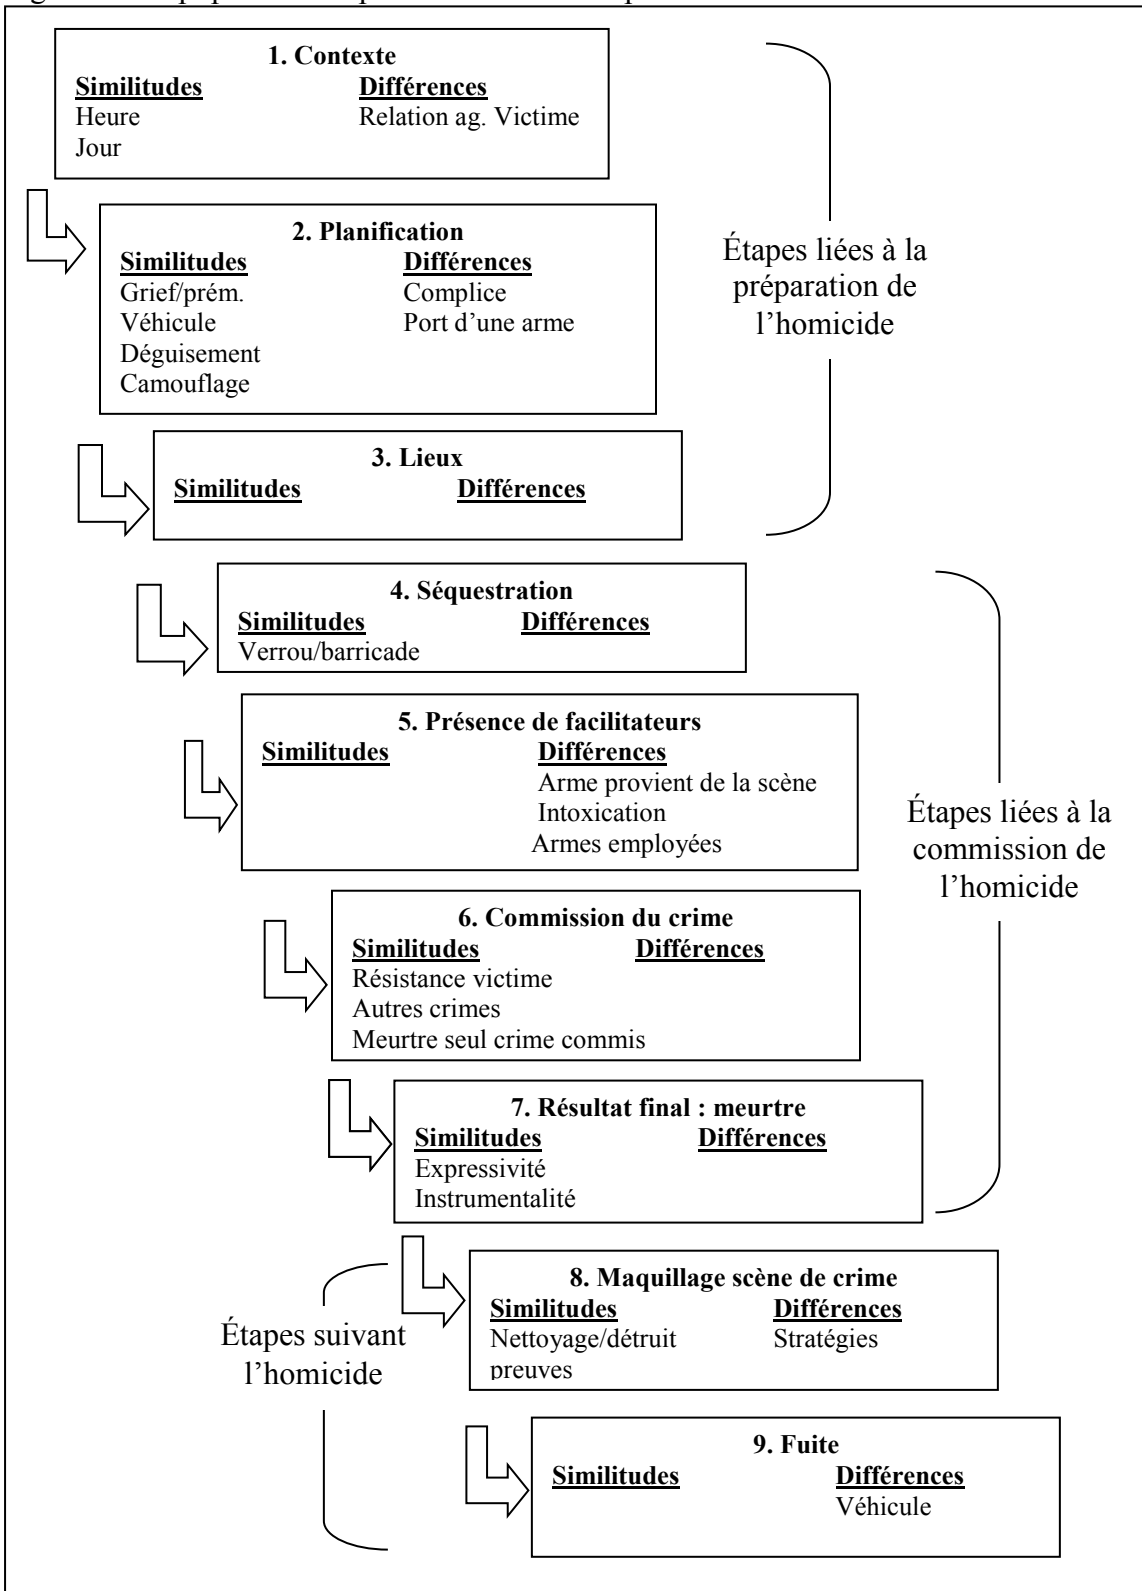 1. Contexte
Similitudes Différences
Heure Relation ag. Victime
Jour
2. Planification
Similitudes Différences
Grief/prém. Complice
Véhicule Port d’une arme
Déguisement
Camouflage
Étapes liées à la
préparation de
l’homicide
3. Lieux
Similitudes Différences
4. Séquestration
Similitudes Différences
Verrou/barricade
5. Présence de facilitateurs
Similitudes Différences
Arme provient de la scène
Intoxication
Armes employées
Étapes liées à la
commission de
l’homicide
6. Commission du crime
Similitudes Différences
Résistance victime
Autres crimes
Meurtre seul crime commis
7. Résultat final : meurtre
Similitudes Différences
Expressivité
Instrumentalité
8. Maquillage scène de crime
Similitudes Différences
Nettoyage/détruit Stratégies
preuves
Étapes suivant
l’homicide
9. Fuite
Similitudes Différences
Véhicule